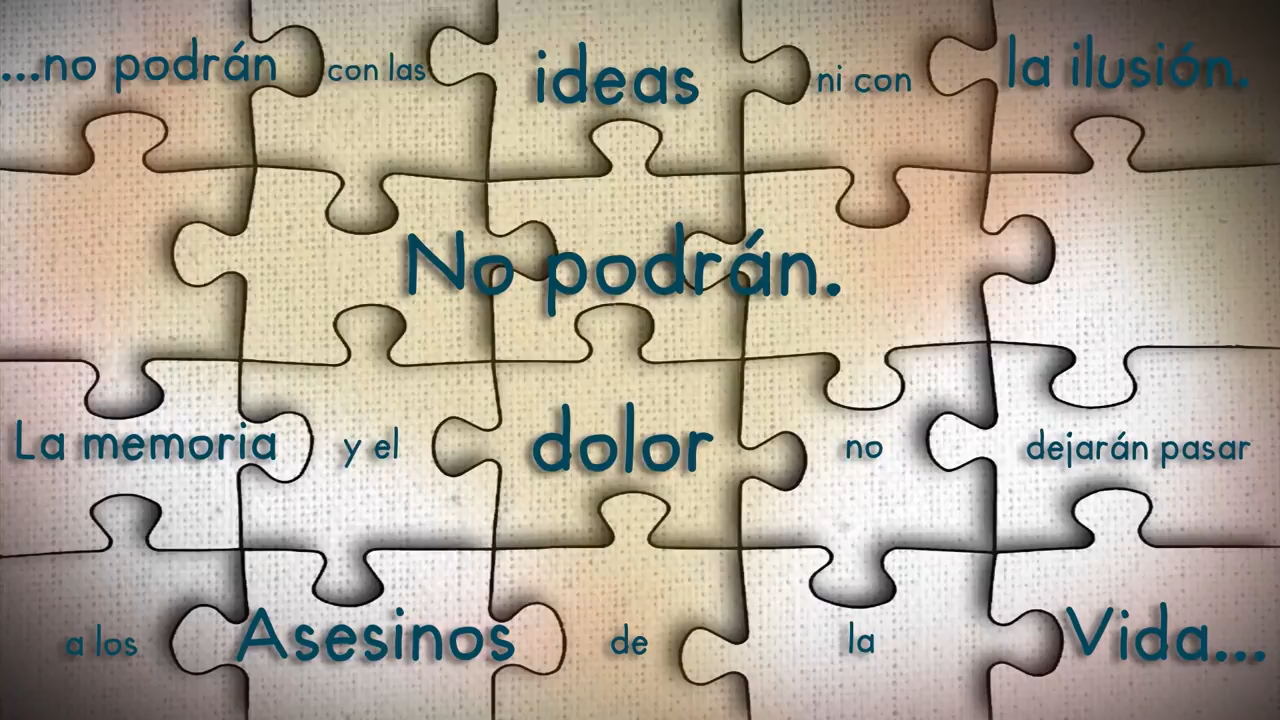 ...no podrán con las ideas ni con la ilusión.
No podrán.
La memoria y el dolor no dejarán pasar
a los Asesinos de la Vida...